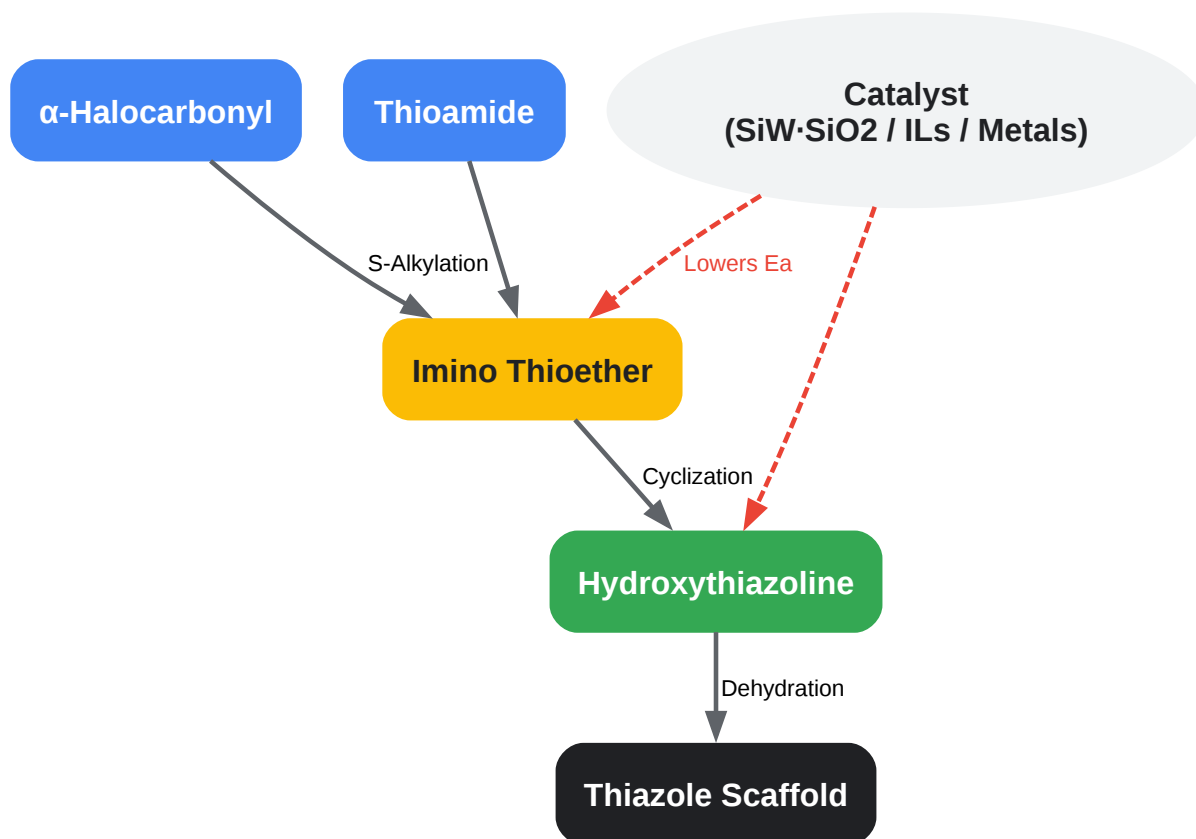 α-Halocarbonyl
Thioamide
Catalyst
(SiW·SiO2 / ILs / Metals)
S-Alkylation
Lowers Ea
Imino Thioether
Cyclization
Hydroxythiazoline
Dehydration
Thiazole Scaffold